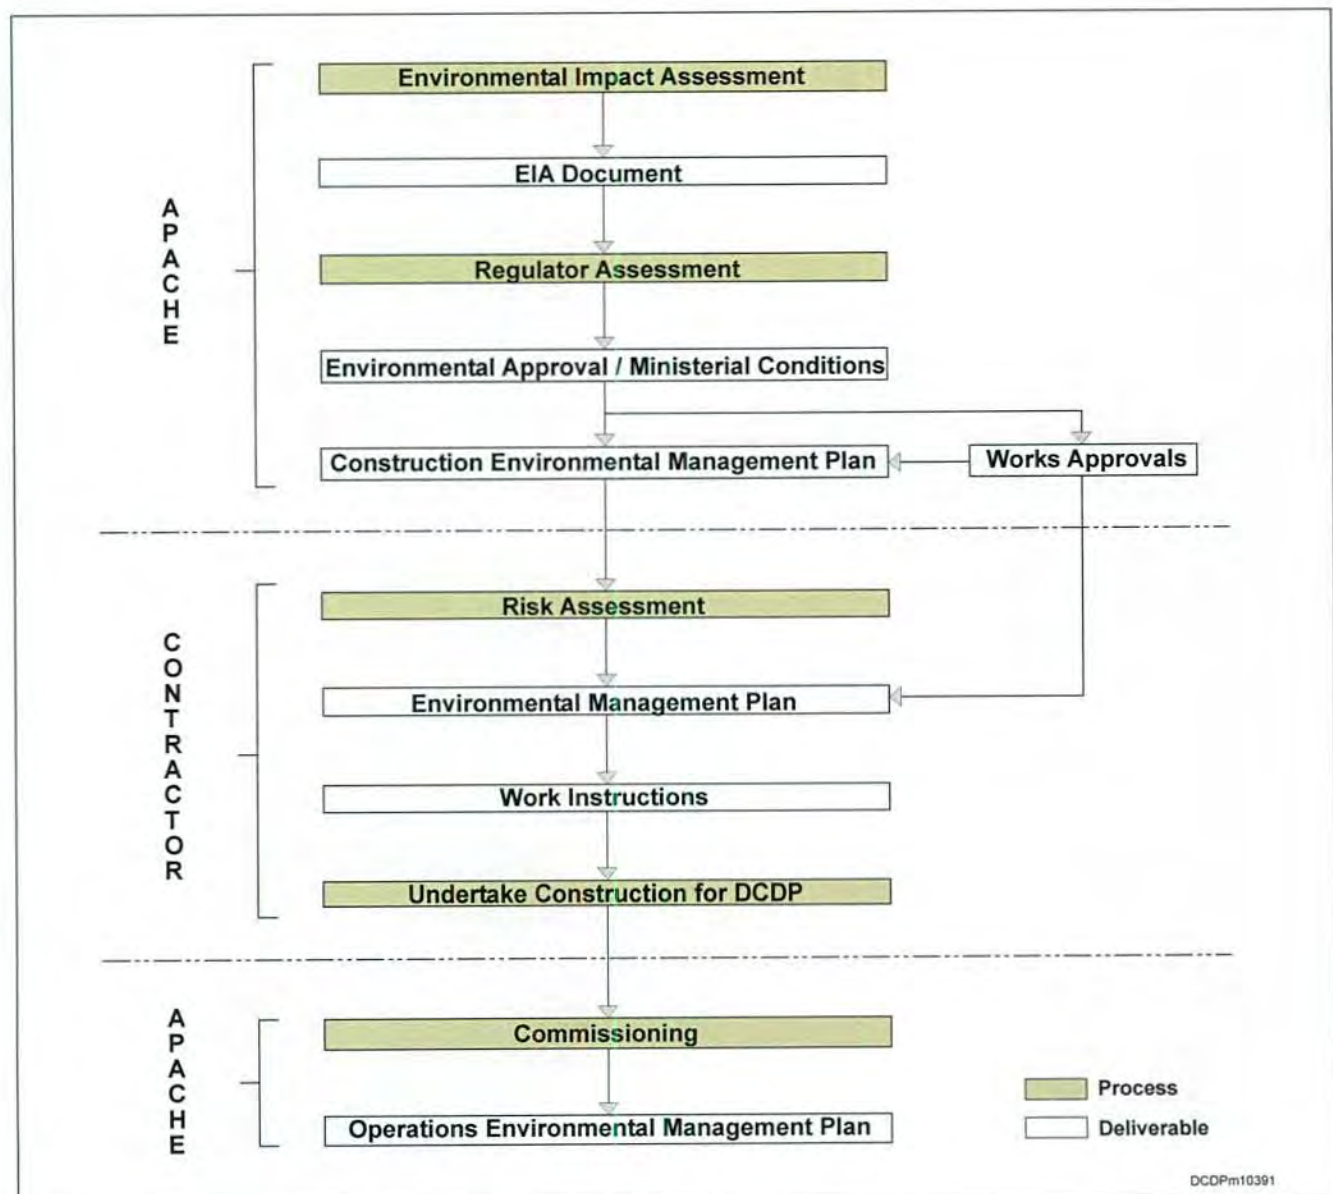 Environmental Impact Assessment
EIA Document
APACHE
Regulator Assessment
Environmental Approval / Ministerial Conditions
Construction Environmental Management Plan
Works Approvals
Risk Assessment
CONTRACTOR
Environmental Management Plan
Work Instructions
Undertake Construction for DCDP
APACHE
Commissioning
Operations Environmental Management Plan
Process
Deliverable
DCDPm10391